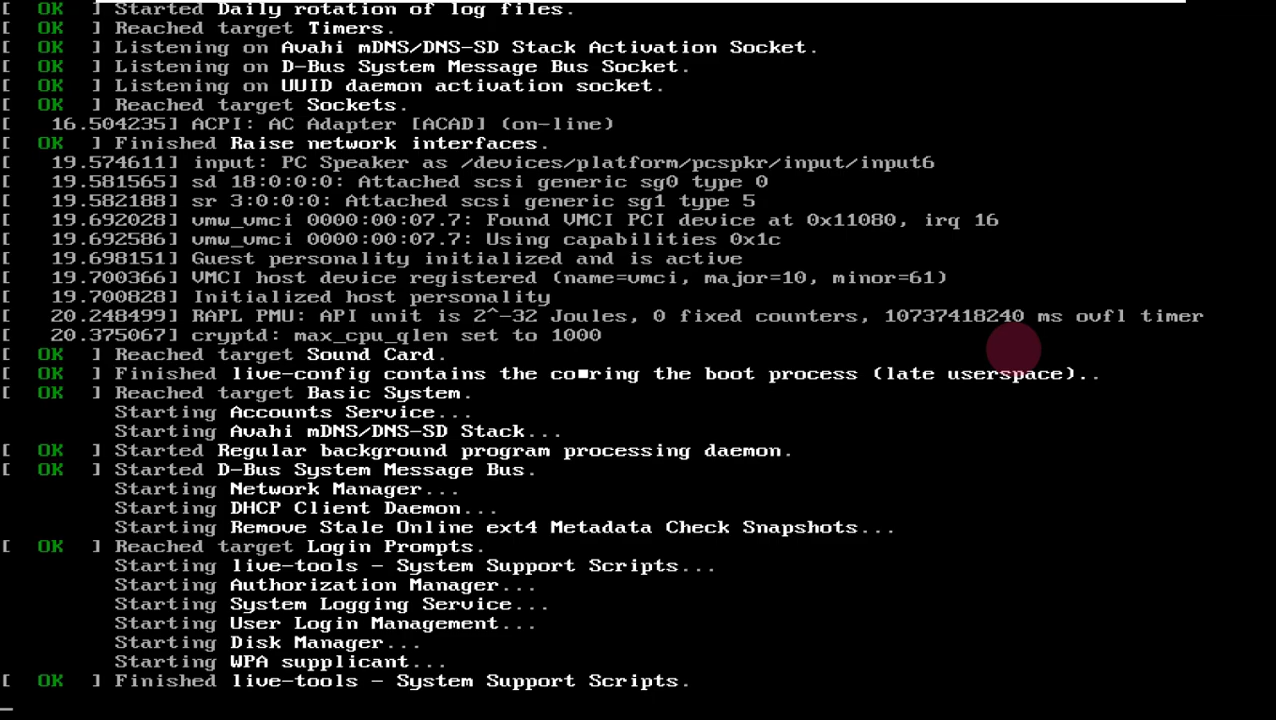 [  OK  ] Started Daily rotation of log files.
[  OK  ] Reached target Timers.
[  OK  ] Listening on Avahi mDNS/DNS-SD Stack Activation Socket.
[  OK  ] Listening on D-Bus System Message Bus Socket.
[  OK  ] Listening on UUID daemon activation socket.
[  OK  ] Reached target Sockets.
[   16.504235] ACPI: AC Adapter [ACAD] (on-line)
[  OK  ] Finished Raise network interfaces.
[   19.574611] input: PC Speaker as /devices/platform/pcspkr/input/input6
[   19.581565] sd 18:0:0:0: Attached scsi generic sg0 type 0
[   19.582188] sr 3:0:0:0: Attached scsi generic sg1 type 5
[   19.692028] vmw_vmci 0000:00:07.7: Found VMCI PCI device at 0x11080, irq 16
[   19.692586] vmw_vmci 0000:00:07.7: Using capabilities 0x1c
[   19.698151] Guest personality initialized and is active
[   19.700366] VMCI host device registered (name=vmci, major=10, minor=61)
[   19.700828] Initialized host personality
[   20.248499] RAPL PMU: API unit is 2^-32 Joules, 0 fixed counters, 10737418240 ms ovfl timer
[   20.375067] cryptd: max_cpu_qlen set to 1000
[  OK  ] Reached target Sound Card.
[  OK  ] Finished live-config contains the co■ring the boot process (late userspace)..
[  OK  ] Reached target Basic System.
Starting Accounts Service...
Starting Avahi mDNS/DNS-SD Stack...
[  OK  ] Started Regular background program processing daemon.
[  OK  ] Started D-Bus System Message Bus.
Starting Network Manager...
Starting DHCP Client Daemon...
Starting Remove Stale Online ext4 Metadata Check Snapshots...
[  OK  ] Reached target Login Prompts.
Starting live-tools - System Support Scripts...
Starting Authorization Manager...
Starting System Logging Service...
Starting User Login Management...
Starting Disk Manager...
Starting WPA supplicant...
[  OK  ] Finished live-tools - System Support Scripts.